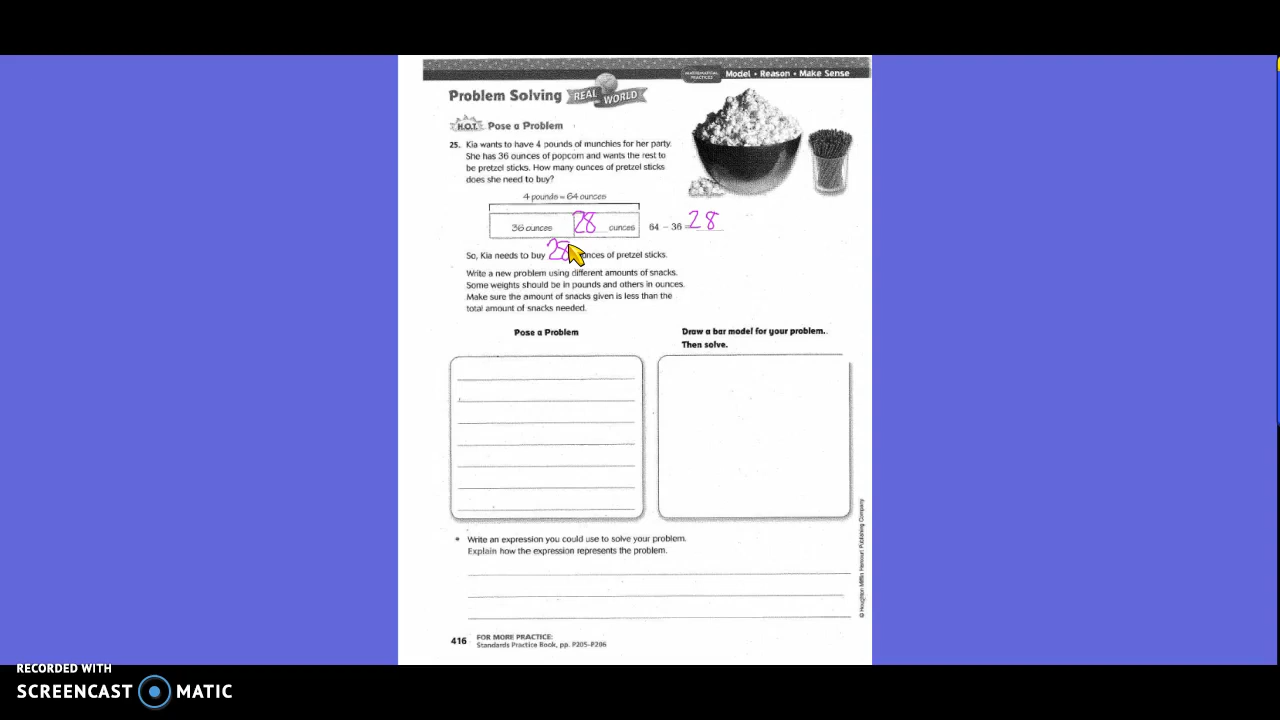 MATHEMATICAL PRACTICES Model • Reason • Make Sense
Problem Solving REAL WORLD
H.O.T. Pose a Problem
25. Kia wants to have 4 pounds of munchies for her party.
She has 36 ounces of popcorn and wants the rest to
be pretzel sticks. How many ounces of pretzel sticks
does she need to buy?
4 pounds = 64 ounces
36 ounces 28 ounces 64 − 36 = 28
So, Kia needs to buy 28 ounces of pretzel sticks.
Write a new problem using different amounts of snacks.
Some weights should be in pounds and others in ounces.
Make sure the amount of snacks given is less than the
total amount of snacks needed.
Pose a Problem
Draw a bar model for your problem.
Then solve.
• Write an expression you could use to solve your problem.
Explain how the expression represents the problem.
© Houghton Mifflin Harcourt Publishing Company
416 FOR MORE PRACTICE:
Standards Practice Book, pp. P205–P206
RECORDED WITH
SCREENCAST MATIC